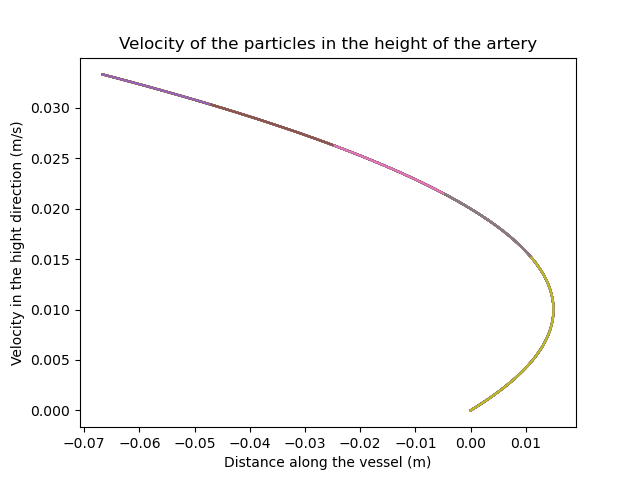 Velocity of the particles in the height of the artery
Velocity in the hight direction (m/s)
0.030
0.025
0.020
0.015
0.010
0.005
0.000
−0.07 −0.06 −0.05 −0.04 −0.03 −0.02 −0.01 0.00 0.01
Distance along the vessel (m)